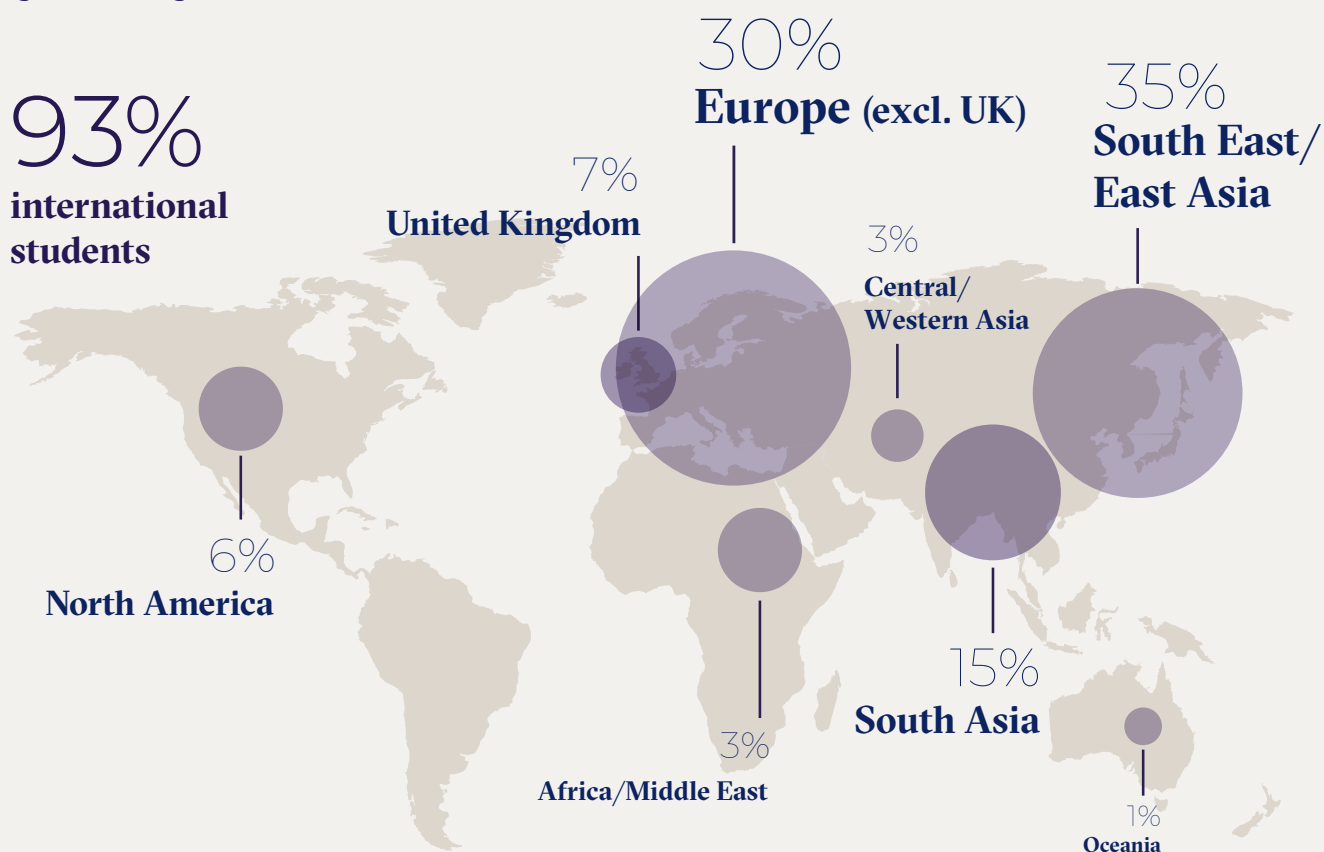 93%
international
students
30%
Europe (excl. UK)
35%
South East/
East Asia
7%
United Kingdom
3%
Central/
Western Asia
6%
North America
15%
South Asia
3%
Africa/Middle East
1%
Oceania